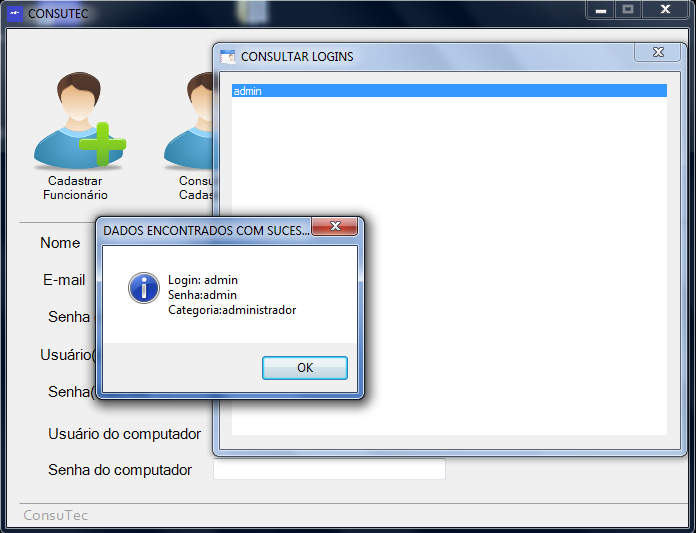 CONSUTEC
CONSULTAR LOGINS
admin
Cadastrar
Funcionário
Consu
Cadas
DADOS ENCONTRADOS COM SUCES...
Login: admin
Senha:admin
Categoria:administrador
OK
Nome
E-mail
Senha
Usuário(
Senha(
Usuário do computador
Senha do computador
ConsuTec